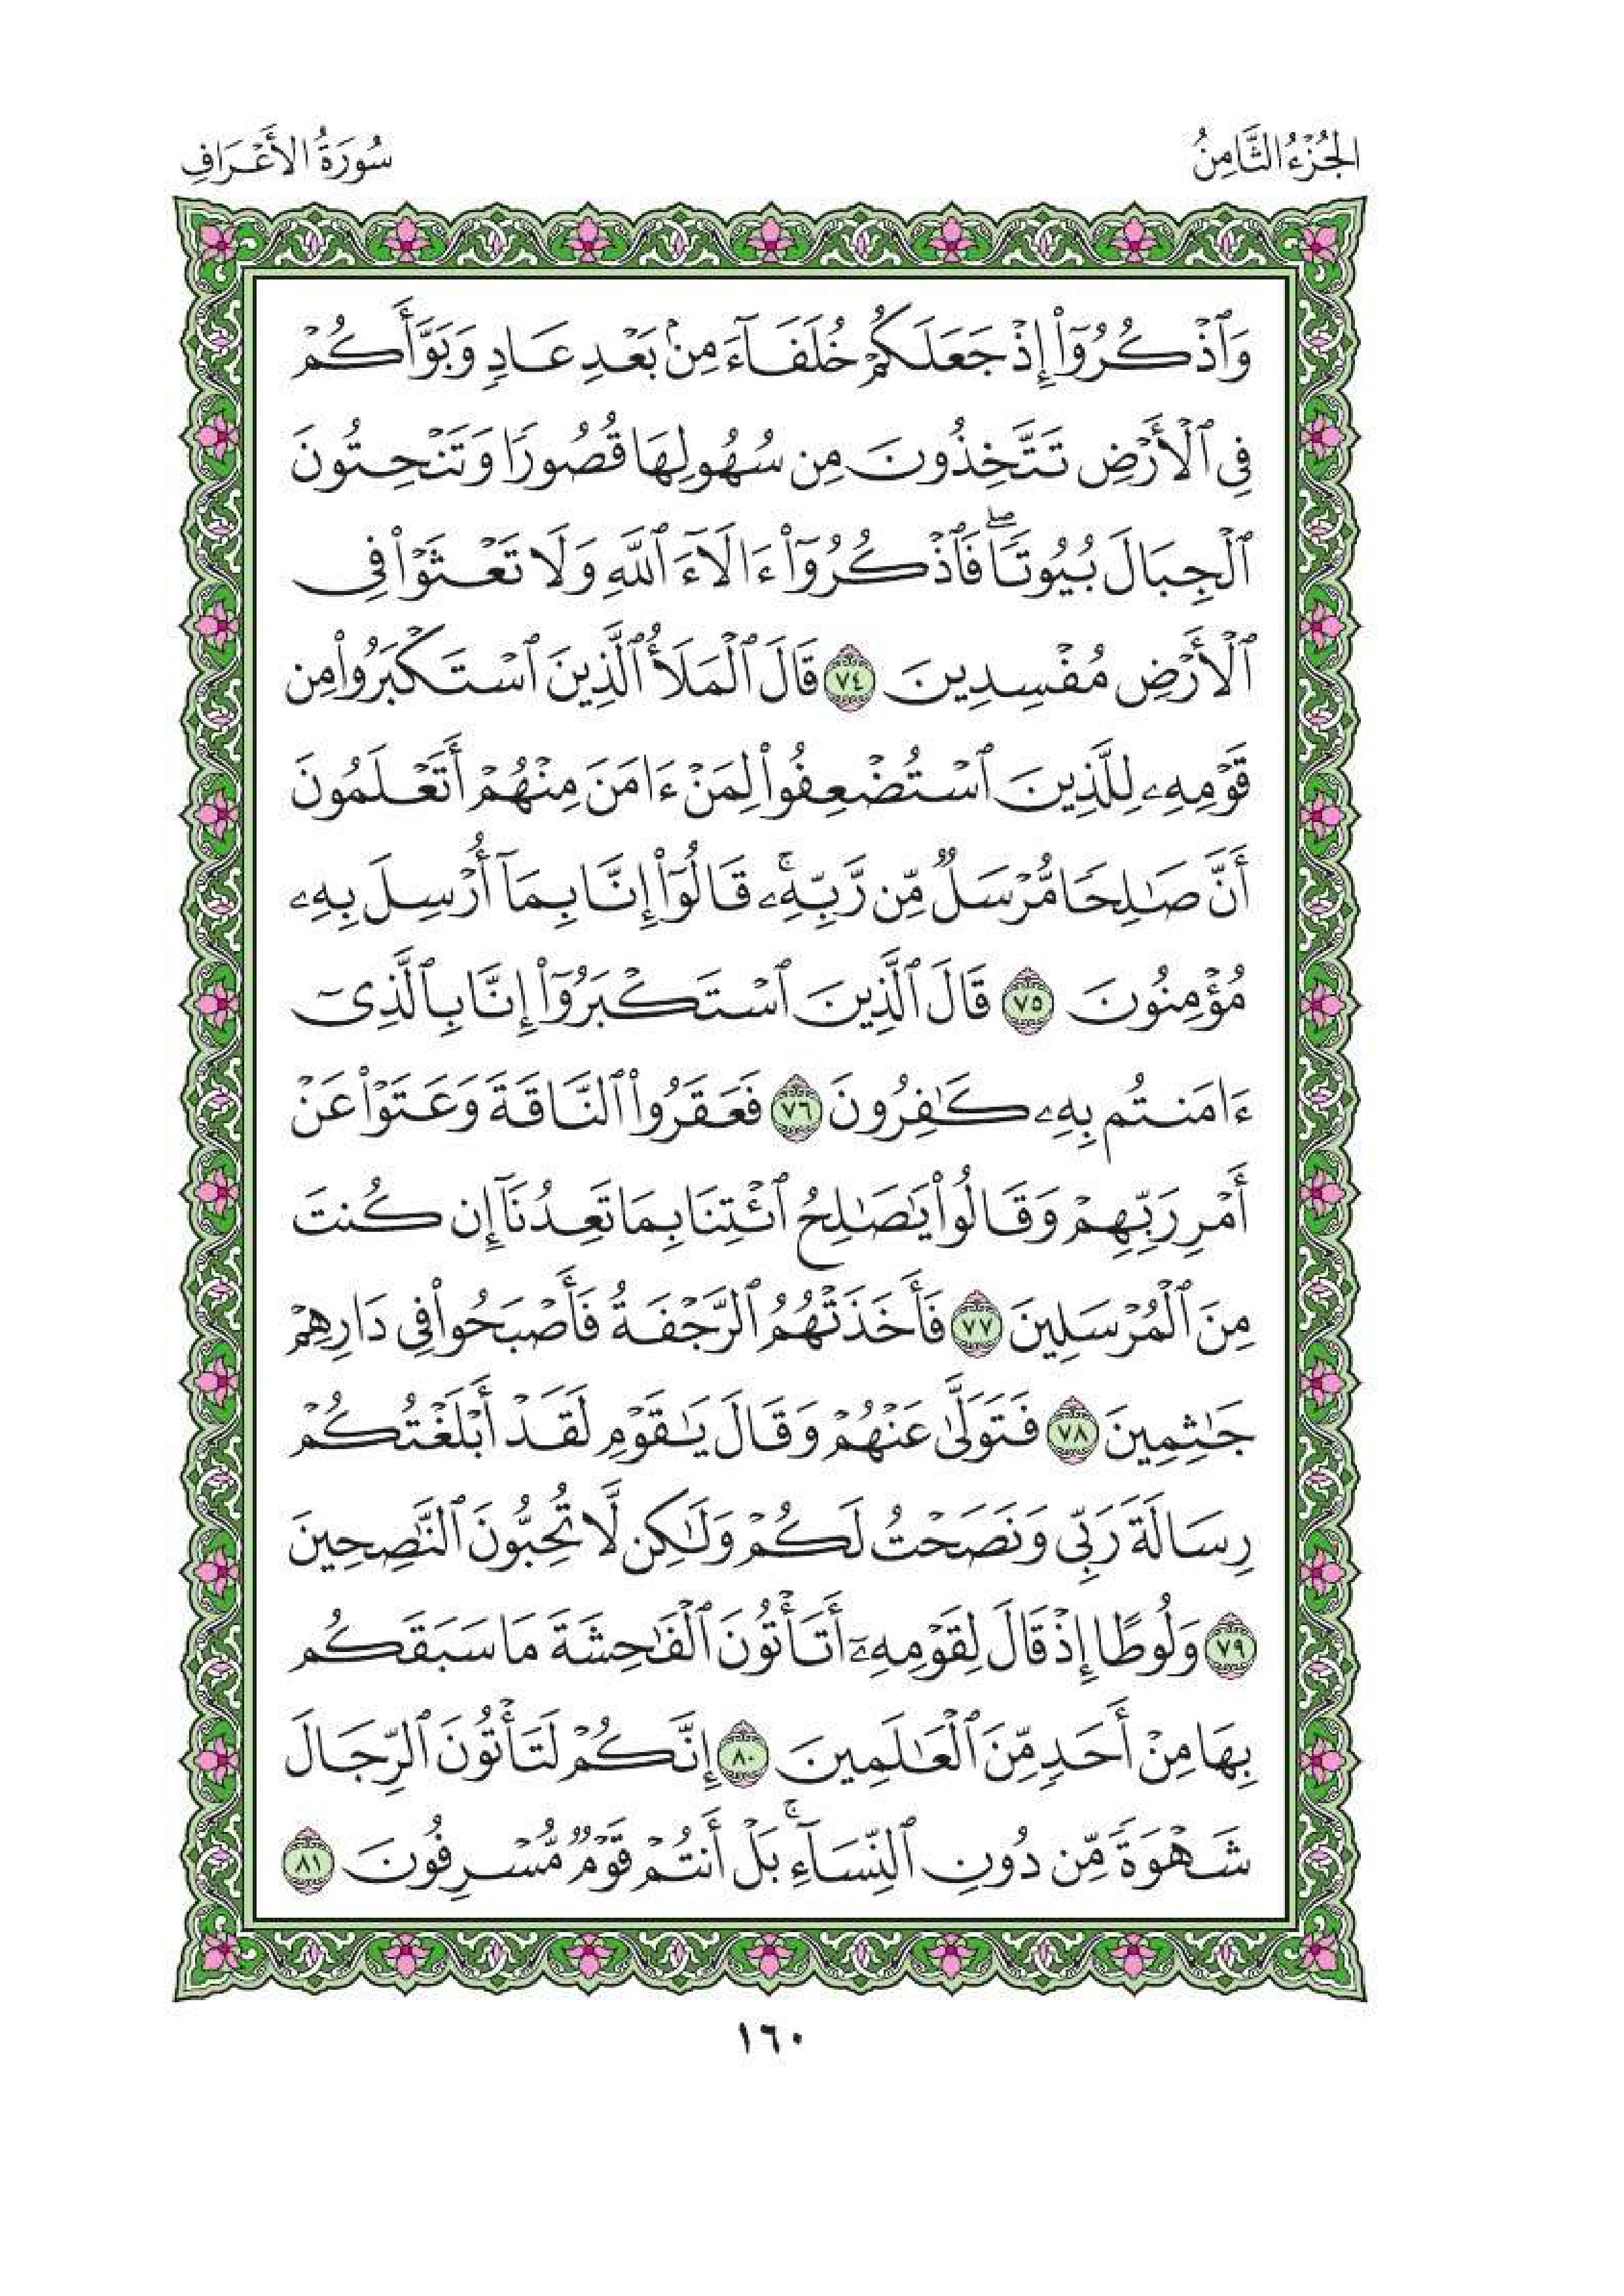 الجُزْءُ الثَّامِنُ
سُورَةُ الأَعْرَافِ
وَٱذْكُرُوٓا۟ إِذْ جَعَلَكُمْ خُلَفَآءَ مِنۢ بَعْدِ عَادٍ وَبَوَّأَكُمْ
فِى ٱلْأَرْضِ تَتَّخِذُونَ مِن سُهُولِهَا قُصُورًا وَتَنْحِتُونَ
ٱلْجِبَالَ بُيُوتًا ۖ فَٱذْكُرُوٓا۟ ءَالَآءَ ٱللَّهِ وَلَا تَعْثَوْا۟ فِى
ٱلْأَرْضِ مُفْسِدِينَ ٧٤ قَالَ ٱلْمَلَأُ ٱلَّذِينَ ٱسْتَكْبَرُوا۟ مِن
قَوْمِهِۦ لِلَّذِينَ ٱسْتُضْعِفُوا۟ لِمَنْ ءَامَنَ مِنْهُمْ أَتَعْلَمُونَ
أَنَّ صَـٰلِحًا مُّرْسَلٌ مِّن رَّبِّهِۦ ۚ قَالُوٓا۟ إِنَّا بِمَآ أُرْسِلَ بِهِۦ
مُؤْمِنُونَ ٧٥ قَالَ ٱلَّذِينَ ٱسْتَكْبَرُوٓا۟ إِنَّا بِٱلَّذِىٓ
ءَامَنتُم بِهِۦ كَـٰفِرُونَ ٧٦ فَعَقَرُوا۟ ٱلنَّاقَةَ وَعَتَوْا۟ عَنْ
أَمْرِ رَبِّهِمْ وَقَالُوا۟ يَـٰصَـٰلِحُ ٱئْتِنَا بِمَا تَعِدُنَآ إِن كُنتَ
مِنَ ٱلْمُرْسَلِينَ ٧٧ فَأَخَذَتْهُمُ ٱلرَّجْفَةُ فَأَصْبَحُوا۟ فِى دَارِهِمْ
جَـٰثِمِينَ ٧٨ فَتَوَلَّىٰ عَنْهُمْ وَقَالَ يَـٰقَوْمِ لَقَدْ أَبْلَغْتُكُمْ
رِسَالَةَ رَبِّى وَنَصَحْتُ لَكُمْ وَلَـٰكِن لَّا تُحِبُّونَ ٱلنَّـٰصِحِينَ
٧٩ وَلُوطًا إِذْ قَالَ لِقَوْمِهِۦٓ أَتَأْتُونَ ٱلْفَـٰحِشَةَ مَا سَبَقَكُم
بِهَا مِنْ أَحَدٍ مِّنَ ٱلْعَـٰلَمِينَ ٨٠ إِنَّكُمْ لَتَأْتُونَ ٱلرِّجَالَ
شَهْوَةً مِّن دُونِ ٱلنِّسَآءِ ۚ بَلْ أَنتُمْ قَوْمٌ مُّسْرِفُونَ ٨١
١٦٠